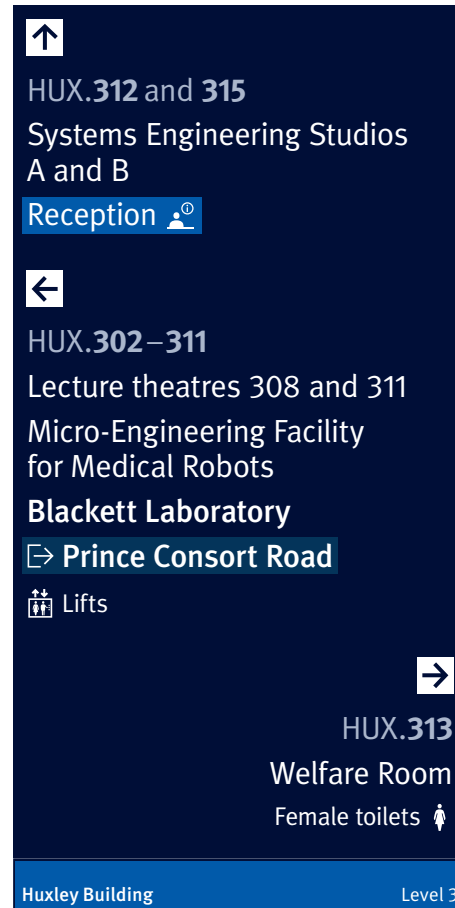 HUX.312 and 315
Systems Engineering Studios
A and B
Reception
HUX.302–311
Lecture theatres 308 and 311
Micro-Engineering Facility
for Medical Robots
Blackett Laboratory
Prince Consort Road
Lifts
HUX.313
Welfare Room
Female toilets
Huxley Building Level 3